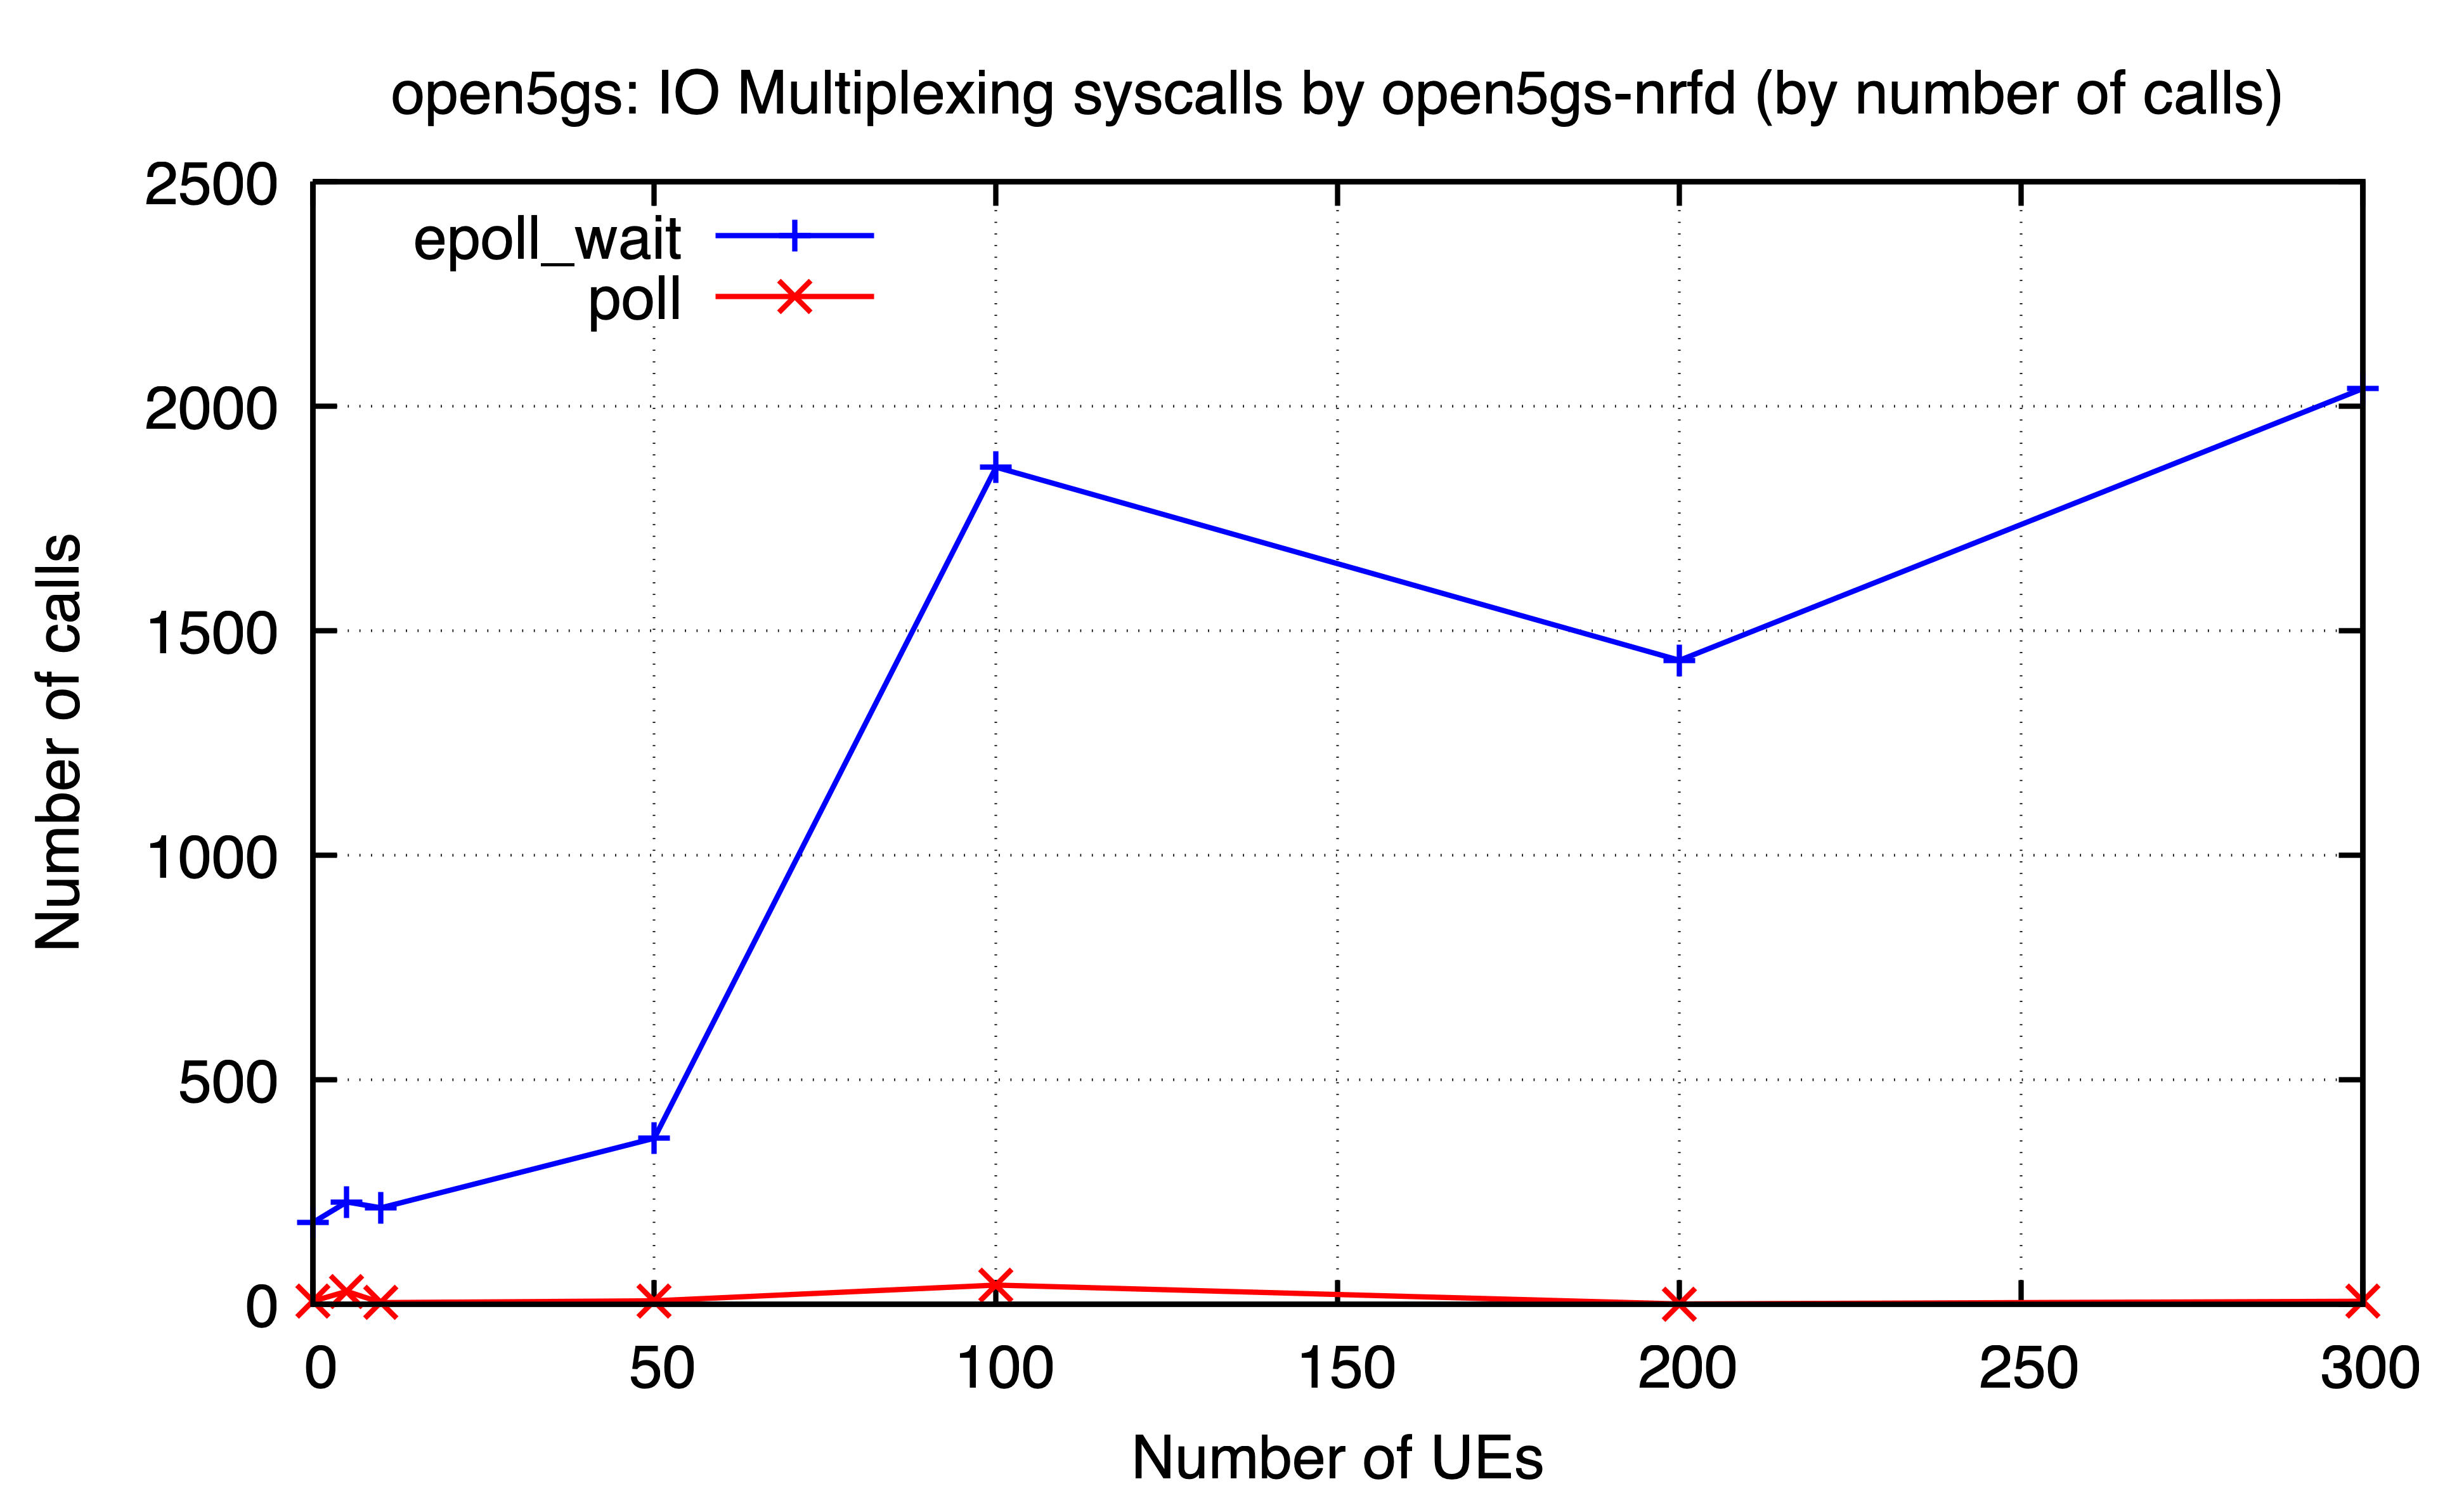 open5gs: IO Multiplexing syscalls by open5gs-nrfd (by number of calls)
2500
2000
1500
1000
500
0
epoll_wait
poll
Number of calls
0 50 100 150 200 250 300
Number of UEs